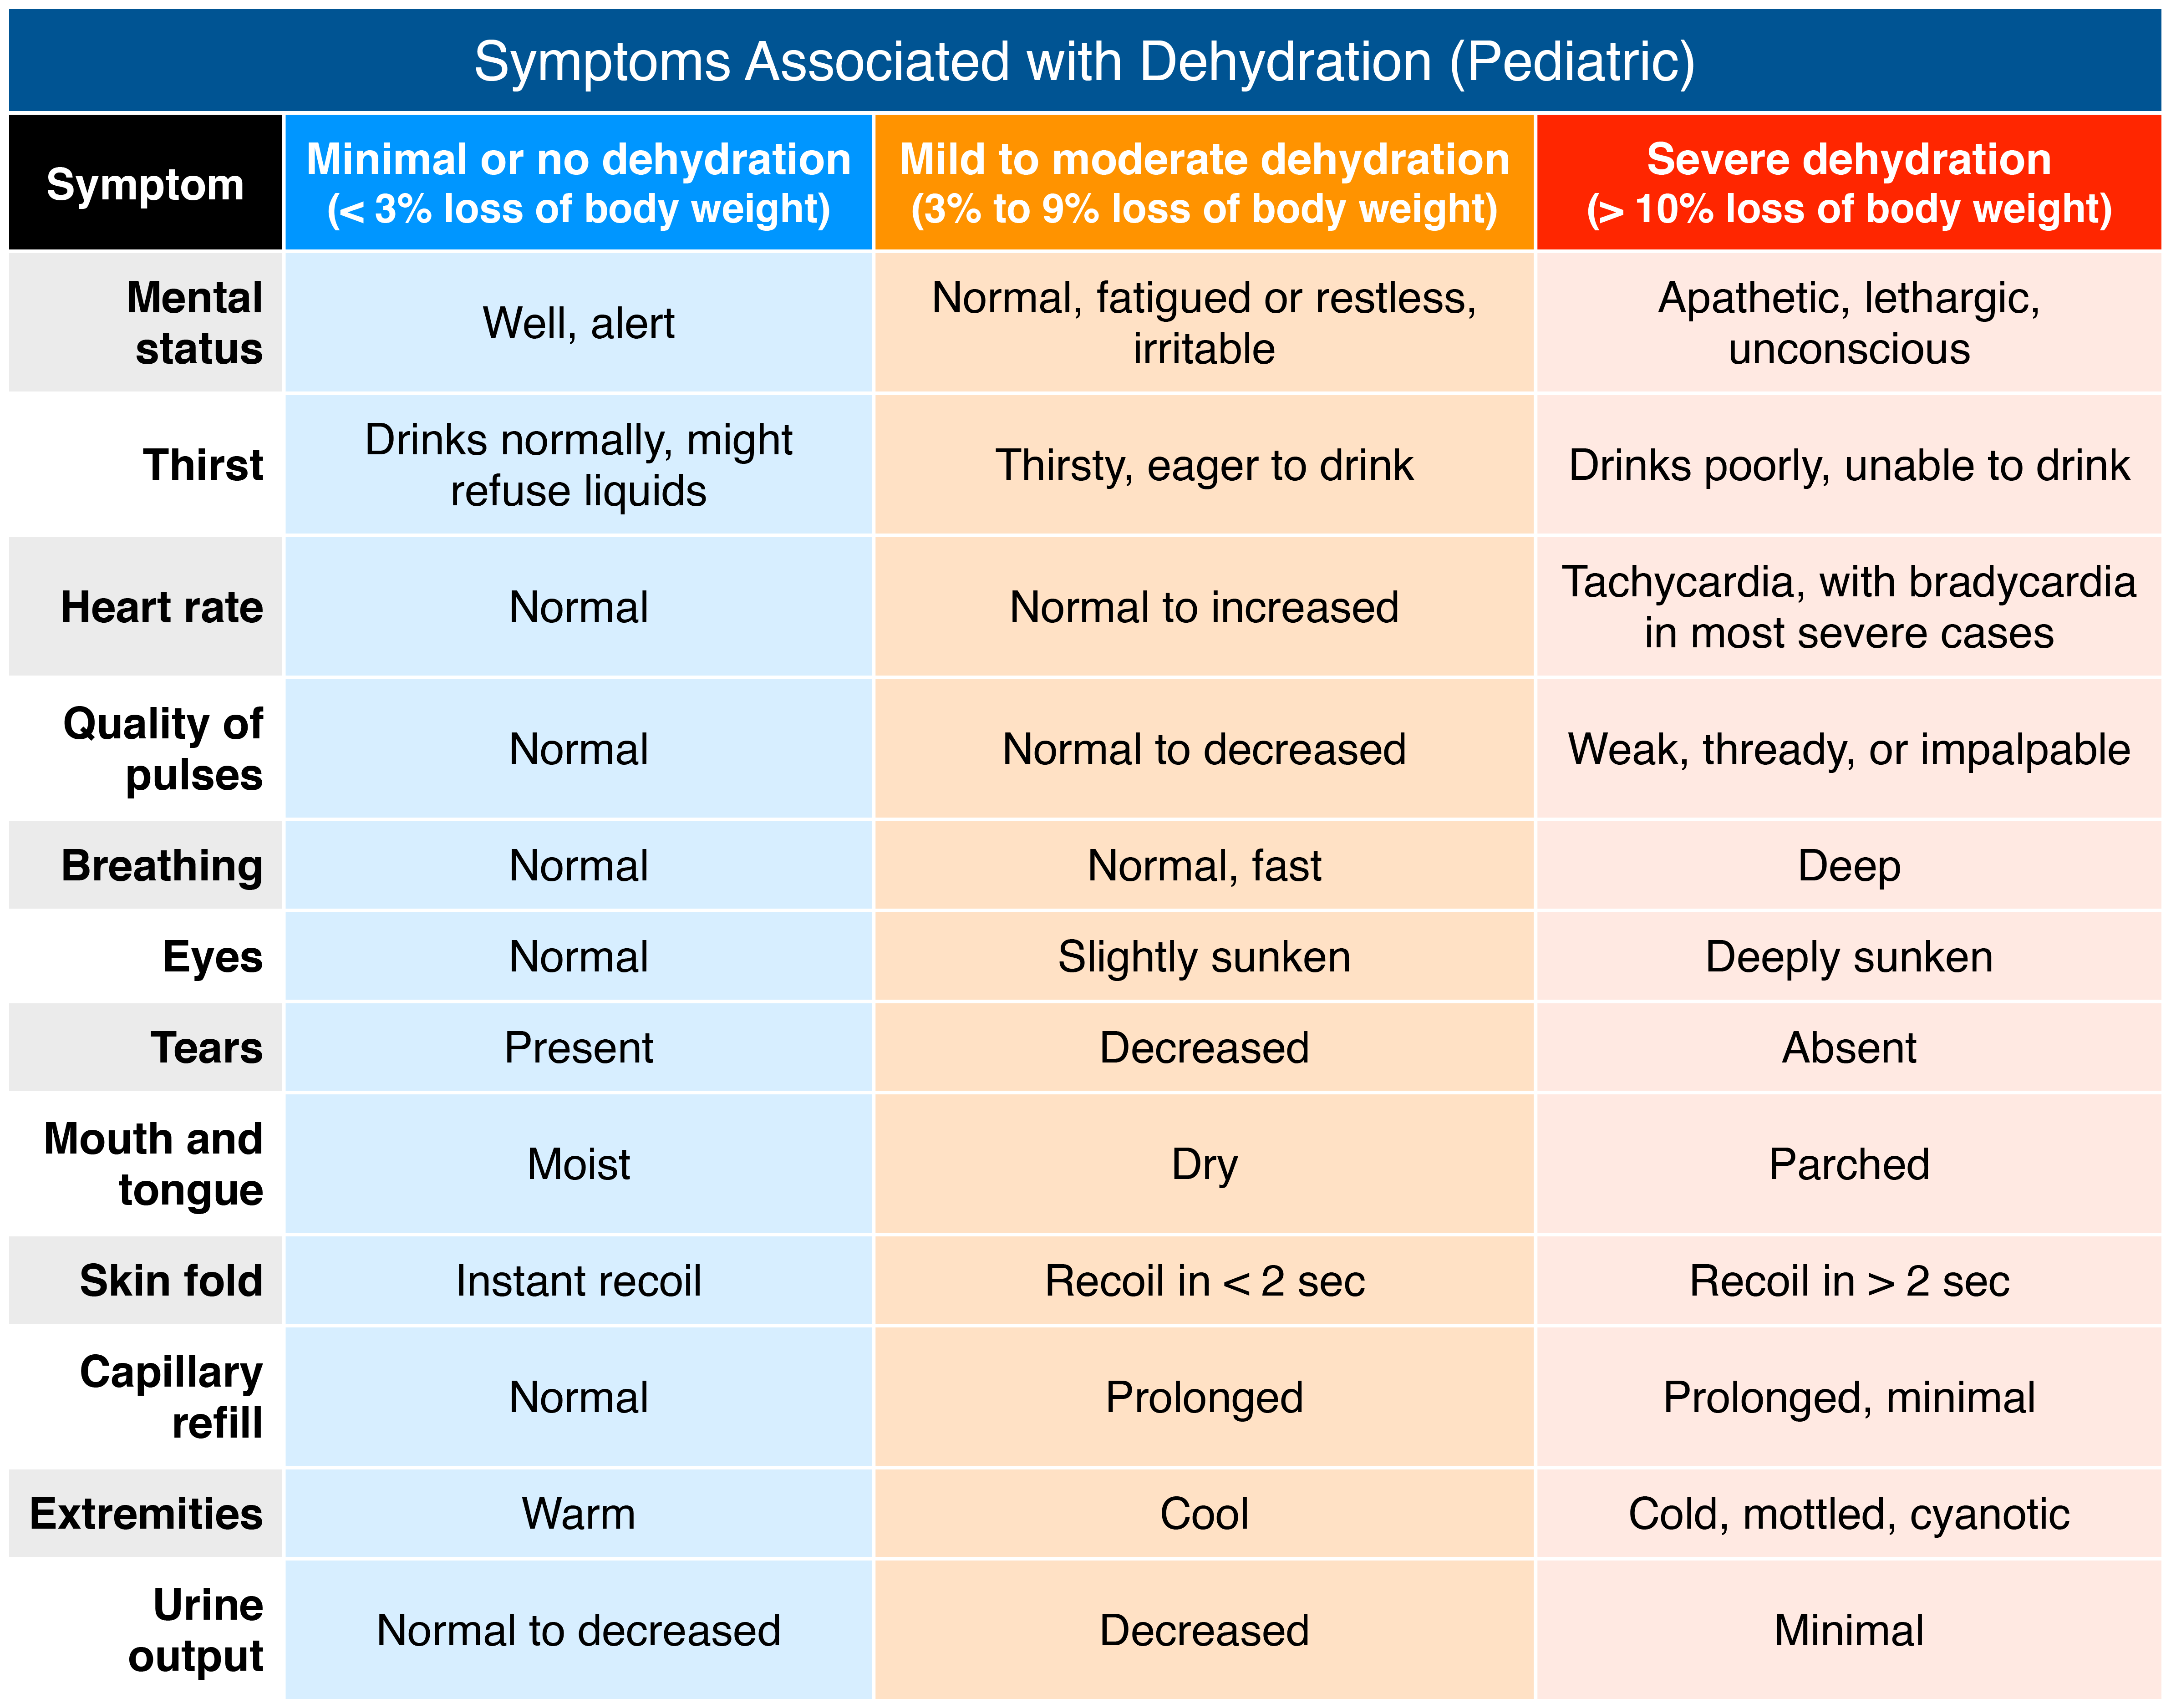 Symptoms Associated with Dehydration (Pediatric)
Symptom
Minimal or no dehydration
(< 3% loss of body weight)
Mild to moderate dehydration
(3% to 9% loss of body weight)
Severe dehydration
(> 10% loss of body weight)
Mental
status
Well, alert
Normal, fatigued or restless,
irritable
Apathetic, lethargic,
unconscious
Thirst
Drinks normally, might
refuse liquids
Thirsty, eager to drink
Drinks poorly, unable to drink
Heart rate
Normal
Normal to increased
Tachycardia, with bradycardia
in most severe cases
Quality of
pulses
Normal
Normal to decreased
Weak, thready, or impalpable
Breathing
Normal
Normal, fast
Deep
Eyes
Normal
Slightly sunken
Deeply sunken
Tears
Present
Decreased
Absent
Mouth and
tongue
Moist
Dry
Parched
Skin fold
Instant recoil
Recoil in < 2 sec
Recoil in > 2 sec
Capillary
refill
Normal
Prolonged
Prolonged, minimal
Extremities
Warm
Cool
Cold, mottled, cyanotic
Urine
output
Normal to decreased
Decreased
Minimal